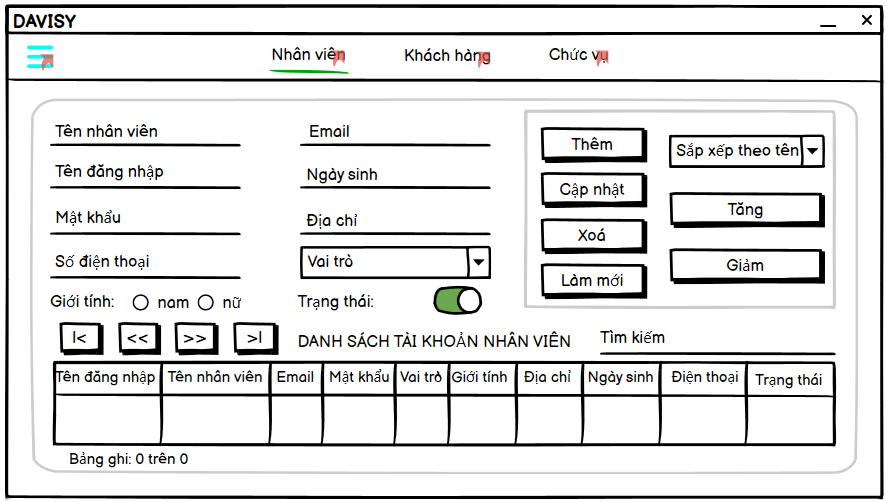 DAVISY
Nhân viên Khách hàng Chức vụ
Tên nhân viên Email
Tên đăng nhập Ngày sinh
Mật khẩu Địa chỉ
Số điện thoại Vai trò
Giới tính: nam nữ Trạng thái:
Thêm
Cập nhật
Xoá
Làm mới
Sắp xếp theo tên
Tăng
Giảm
|< << >> >| DANH SÁCH TÀI KHOẢN NHÂN VIÊN Tìm kiếm
Tên đăng nhập Tên nhân viên Email Mật khẩu Vai trò Giới tính Địa chỉ Ngày sinh Điện thoại Trạng thái
Bảng ghi: 0 trên 0